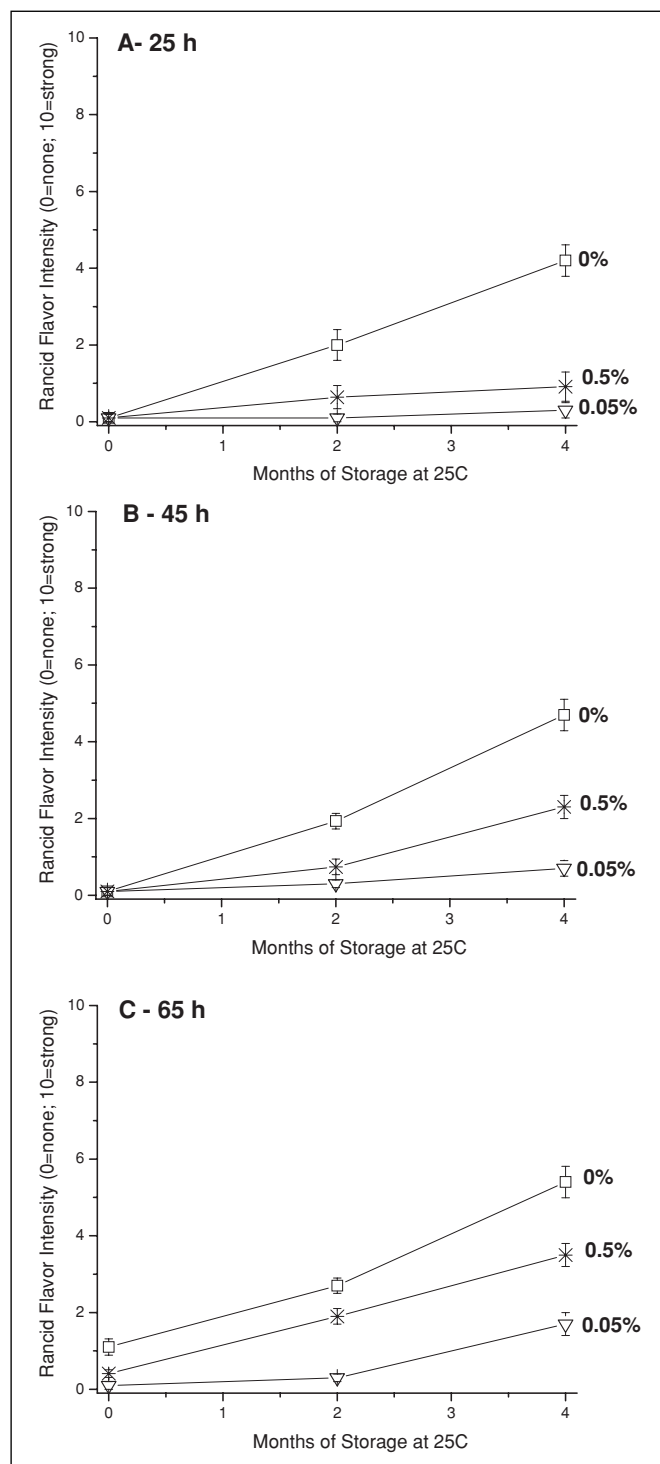 A- 25 h
Rancid Flavor Intensity (0=none; 10=strong)
10
8
6
4
2
0
0%
0.5%
0.05%
0 1 2 3 4
Months of Storage at 25C
B - 45 h
Rancid Flavor Intensity (0=none; 10=strong)
10
8
6
4
2
0
0%
0.5%
0.05%
0 1 2 3 4
Months of Storage at 25C
C - 65 h
Rancid Flavor Intensity (0=none; 10=strong)
10
8
6
4
2
0
0%
0.5%
0.05%
0 1 2 3 4
Months of Storage at 25C